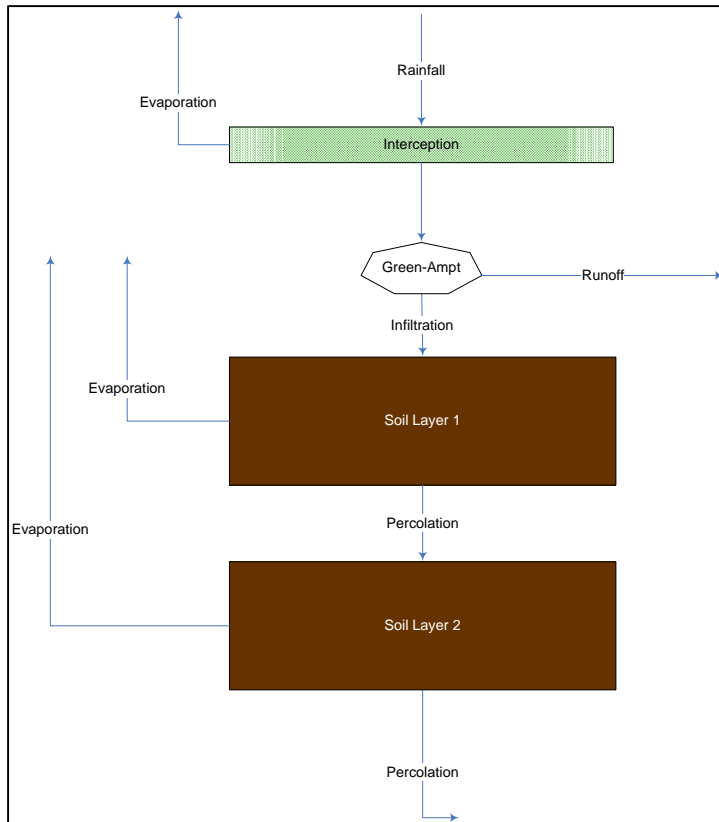 Rainfall
Evaporation
Interception
Green-Ampt
Runoff
Infiltration
Evaporation
Soil Layer 1
Percolation
Evaporation
Soil Layer 2
Percolation